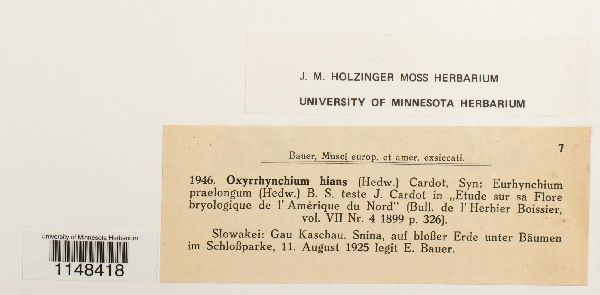 J. M. HOLZINGER MOSS HERBARIUM
UNIVERSITY OF MINNESOTA HERBARIUM
7
Bauer, Musci europ. et amer. exsiccati.
1946. Oxyrrhynchium hians (Hedw.) Cardot, Syn: Eurhynchium
praelongum (Hedw.) B. S. teste J. Cardot in „Etude sur sa Flore
bryologique de l' Amérique du Nord" (Bull. de l' Herbier Boissier,
vol. VII Nr. 4 1899 p. 326).
Slowakei: Gau Kaschau. Snina, auf bloßer Erde unter Bäumen
im Schloßparke, 11. August 1925 legit E. Bauer.
University of Minnesota Herbarium
1148418